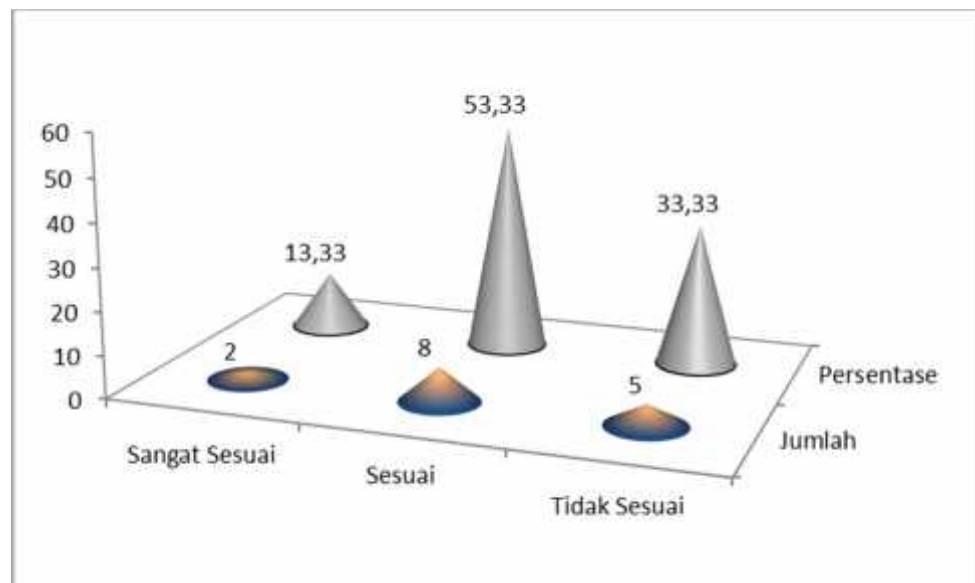 53,33
60
50
40
30
20
10
0
33,33
13,33
2
8
5
Persentase
Jumlah
Sangat Sesuai
Sesuai
Tidak Sesuai